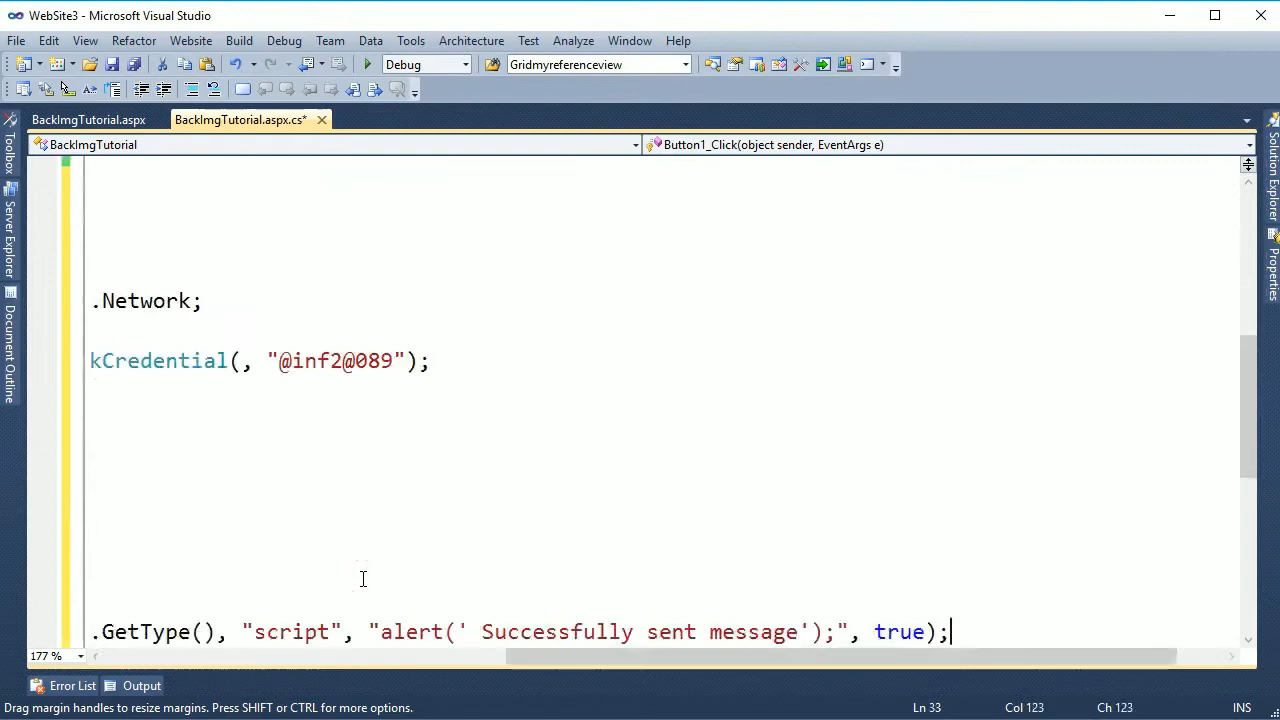 WebSite3 - Microsoft Visual Studio
File Edit View Refactor Website Build Debug Team Data Tools Architecture Test Analyze Window Help
Debug Gridmyreferenceview
BackImgTutorial.aspx BackImgTutorial.aspx.cs*
BackImgTutorial Button1_Click(object sender, EventArgs e)
Toolbox
Server Explorer
Document Outline
Solution Explorer
Properties
.Network;
kCredential(, "@inf2@089");
.GetType(), "script", "alert(' Successfully sent message');", true);
177 %
Error List Output
Drag margin handles to resize margins. Press SHIFT or CTRL for more options. Ln 33 Col 123 Ch 123 INS